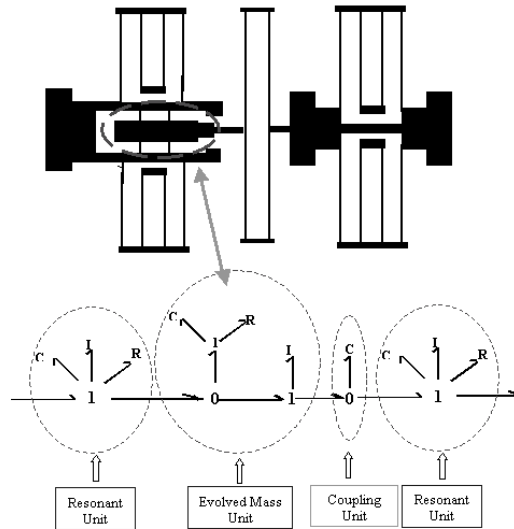 C I R
1
C 1 R
0
I
1
C
0
C I R
1
Resonant
Unit
Evolved Mass
Unit
Coupling
Unit
Resonant
Unit